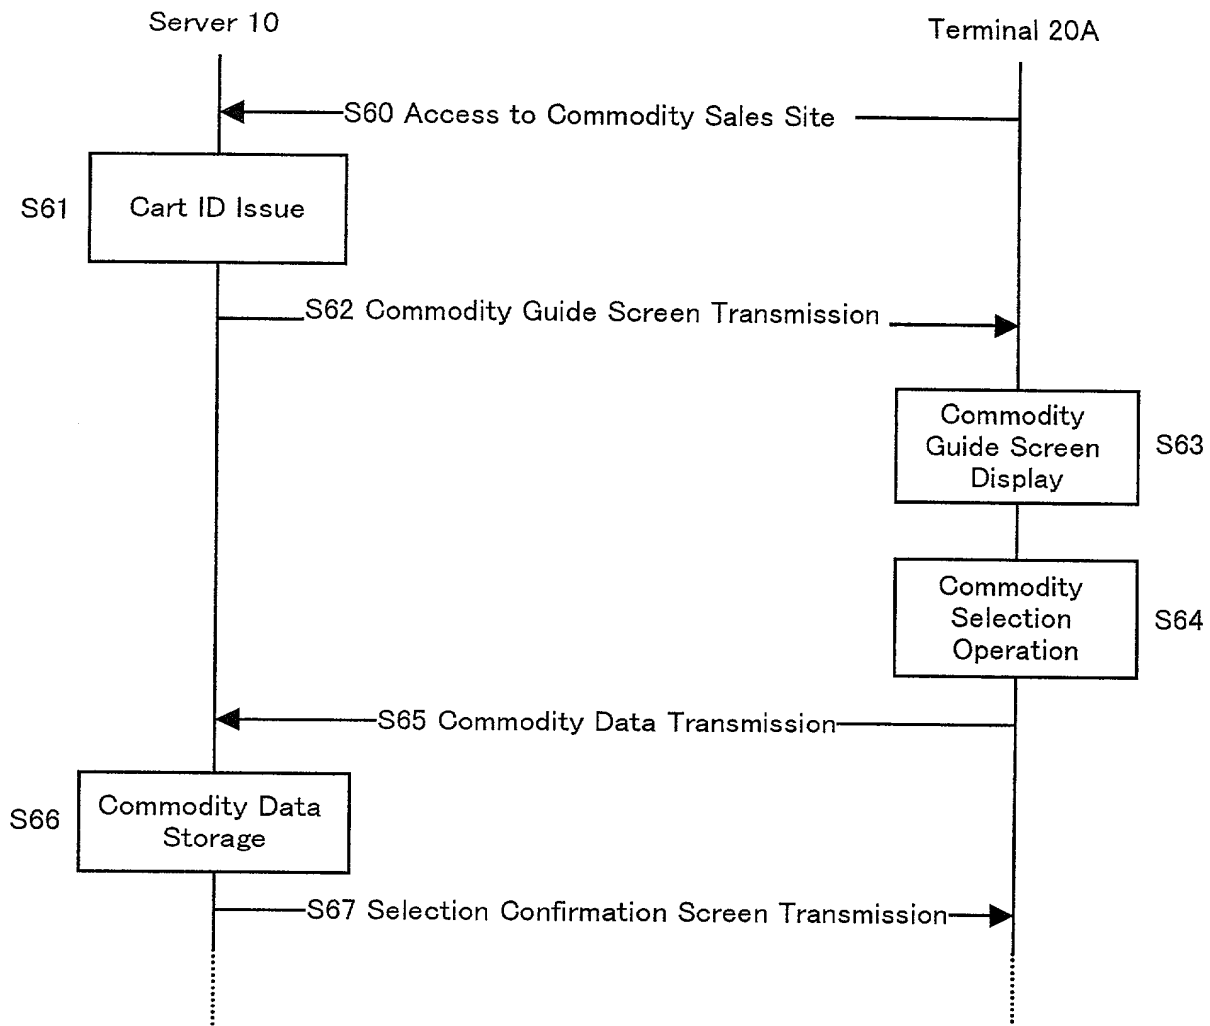 Server 10
Terminal 20A
S60 Access to Commodity Sales Site
S61
Cart ID Issue
S62 Commodity Guide Screen Transmission
Commodity
Guide Screen
Display
S63
Commodity
Selection
Operation
S64
S65 Commodity Data Transmission
S66
Commodity Data
Storage
S67 Selection Confirmation Screen Transmission